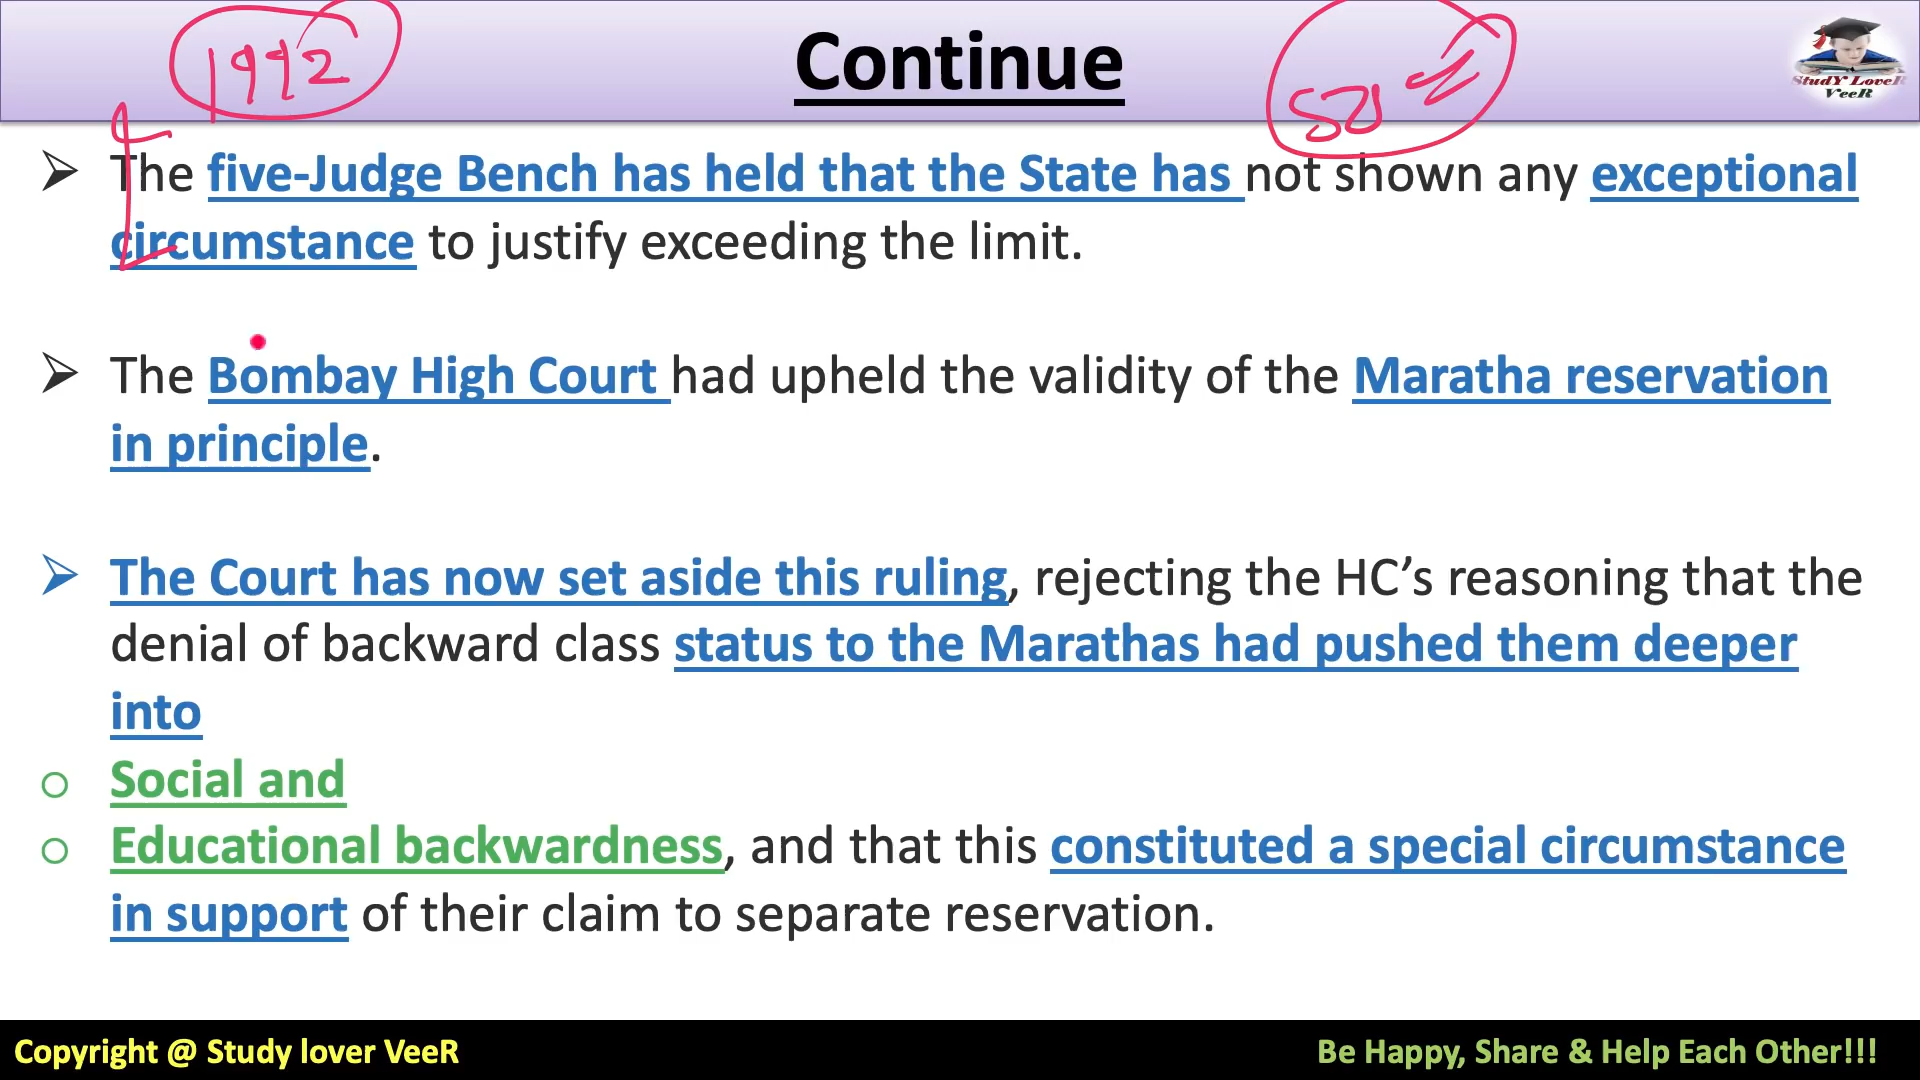 1992
Continue
StudY LoveR
VeeR
The five-Judge Bench has held that the State has not shown any exceptional
circumstance to justify exceeding the limit.
The Bombay High Court had upheld the validity of the Maratha reservation
in principle.
The Court has now set aside this ruling, rejecting the HC’s reasoning that the
denial of backward class status to the Marathas had pushed them deeper
into
Social and
Educational backwardness, and that this constituted a special circumstance
in support of their claim to separate reservation.
Copyright @ Study lover VeeR
Be Happy, Share & Help Each Other!!!